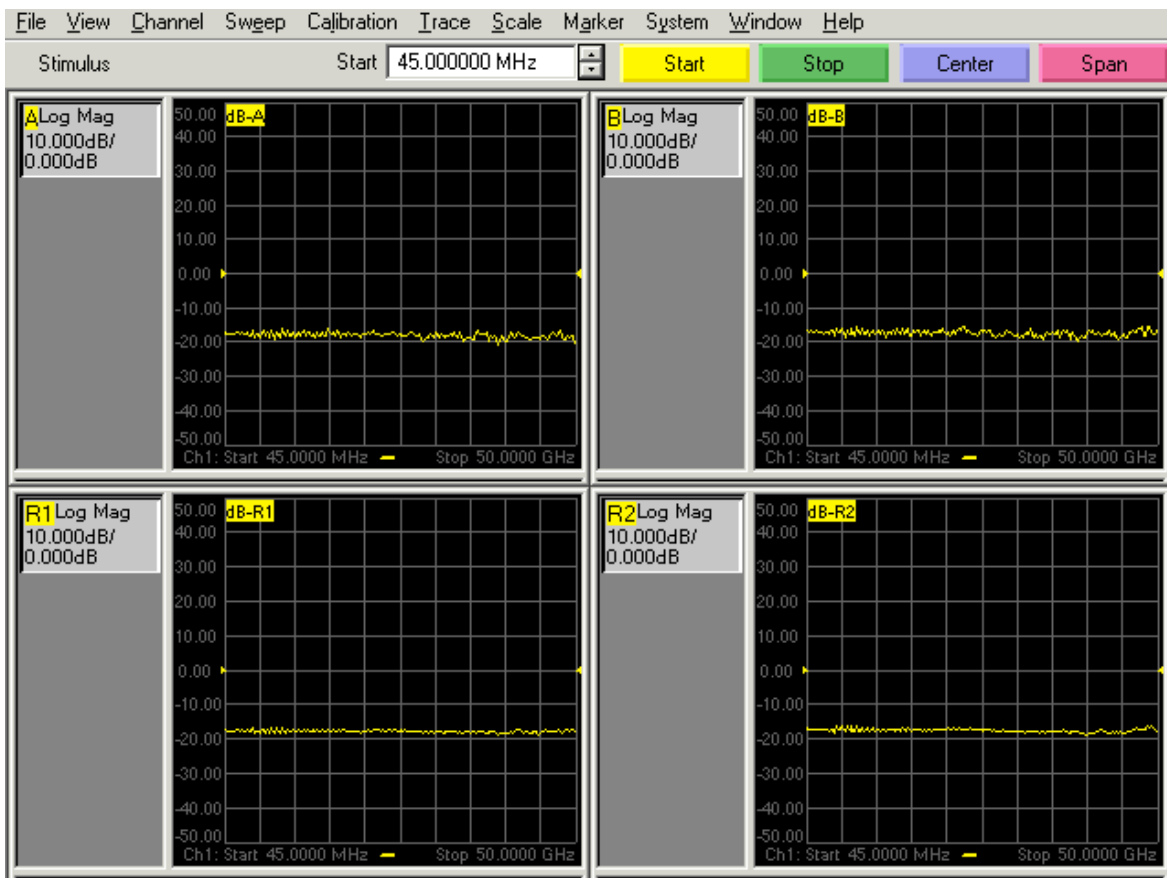 File View Channel Sweep Calibration Trace Scale Marker System Window Help
Stimulus Start 45.000000 MHz Start Stop Center Span
A Log Mag
10.000dB/
0.000dB
50.00 dB-A
40.00
30.00
20.00
10.00
0.00
-10.00
-20.00
-30.00
-40.00
-50.00
Ch1: Start 45.0000 MHz Stop 50.0000 GHz
B Log Mag
10.000dB/
0.000dB
50.00 dB-B
40.00
30.00
20.00
10.00
0.00
-10.00
-20.00
-30.00
-40.00
-50.00
Ch1: Start 45.0000 MHz Stop 50.0000 GHz
R1 Log Mag
10.000dB/
0.000dB
50.00 dB-R1
40.00
30.00
20.00
10.00
0.00
-10.00
-20.00
-30.00
-40.00
-50.00
Ch1: Start 45.0000 MHz Stop 50.0000 GHz
R2 Log Mag
10.000dB/
0.000dB
50.00 dB-R2
40.00
30.00
20.00
10.00
0.00
-10.00
-20.00
-30.00
-40.00
-50.00
Ch1: Start 45.0000 MHz Stop 50.0000 GHz